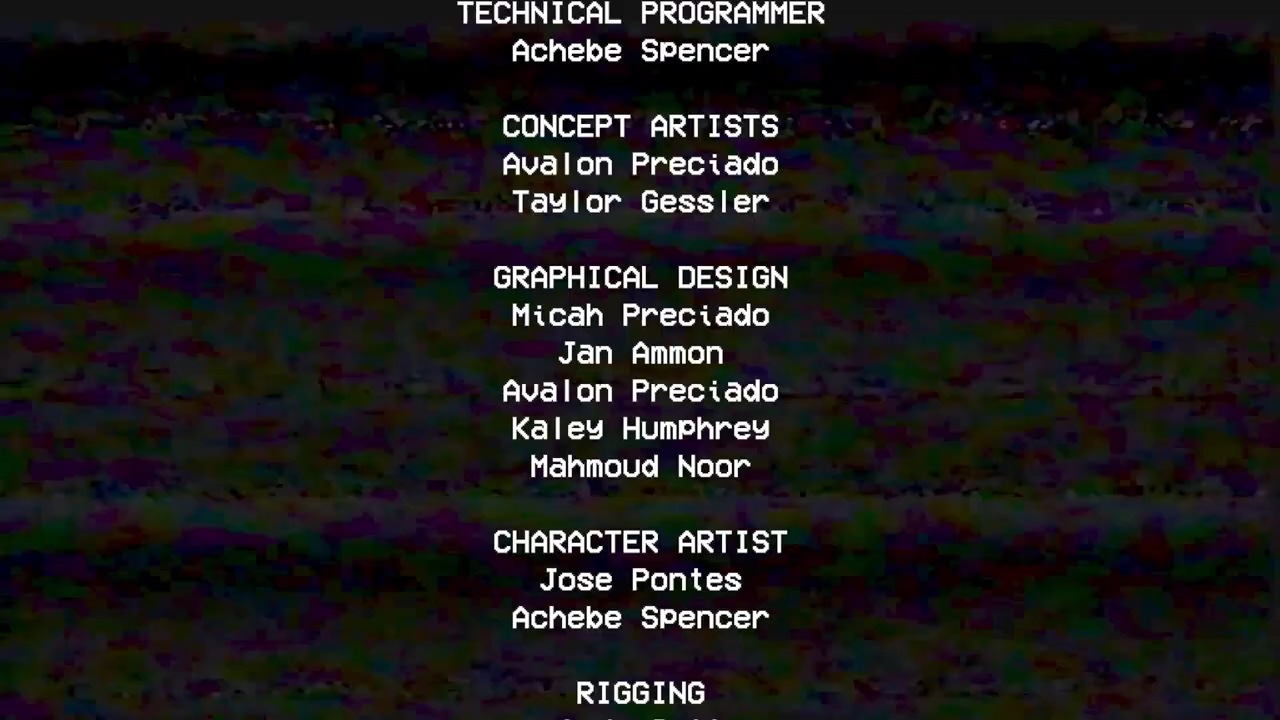 TECHNICAL PROGRAMMER
Achebe Spencer
CONCEPT ARTISTS
Avalon Preciado
Taylor Gessler
GRAPHICAL DESIGN
Micah Preciado
Jan Ammon
Avalon Preciado
Kaley Humphrey
Mahmoud Noor
CHARACTER ARTIST
Jose Pontes
Achebe Spencer
RIGGING